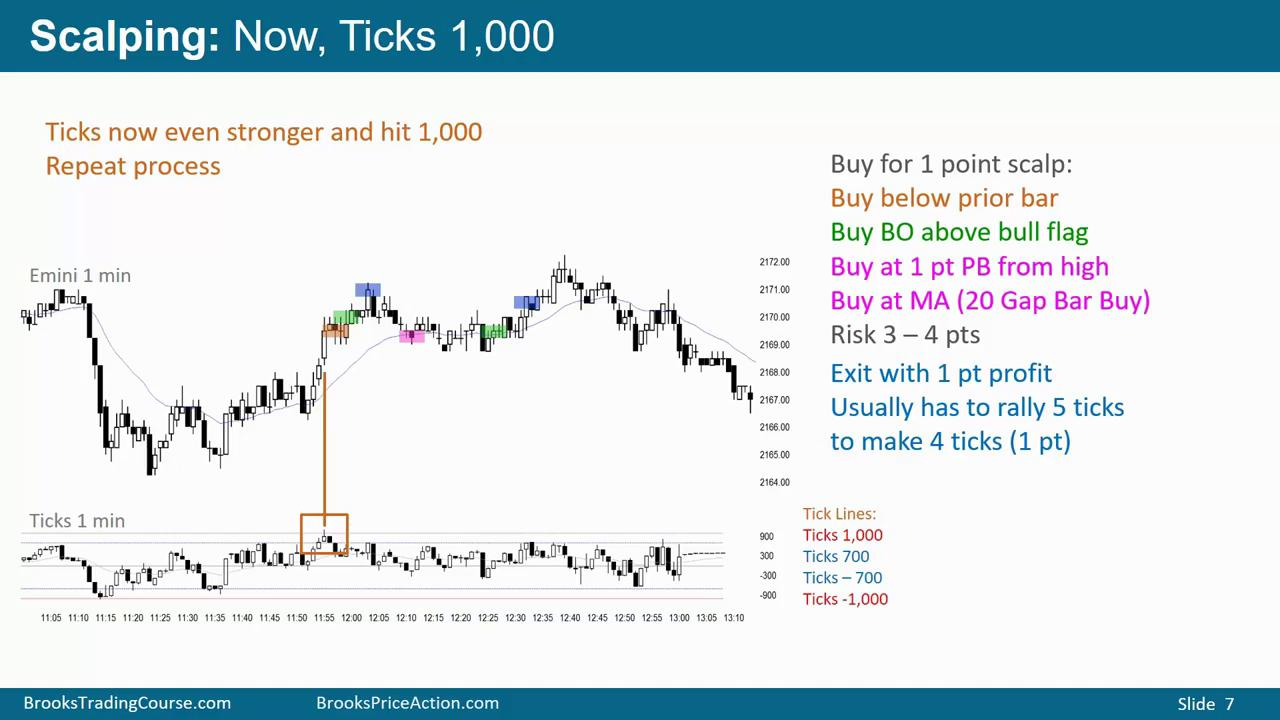 Scalping: Now, Ticks 1,000
Ticks now even stronger and hit 1,000
Repeat process
Buy for 1 point scalp:
Buy below prior bar
Buy BO above bull flag
Buy at 1 pt PB from high
Buy at MA (20 Gap Bar Buy)
Risk 3 – 4 pts
Exit with 1 pt profit
Usually has to rally 5 ticks
to make 4 ticks (1 pt)
Emini 1 min
2172.00
2171.00
2170.00
2169.00
2168.00
2167.00
2166.00
2165.00
2164.00
Ticks 1 min
900
300
-300
-900
Tick Lines:
Ticks 1,000
Ticks 700
Ticks – 700
Ticks -1,000
11:05 11:10 11:15 11:20 11:25 11:30 11:35 11:40 11:45 11:50 11:55 12:00 12:05 12:10 12:15 12:20 12:25 12:30 12:35 12:40 12:45 12:50 12:55 13:00 13:05 13:10
BrooksTradingCourse.com BrooksPriceAction.com Slide 7